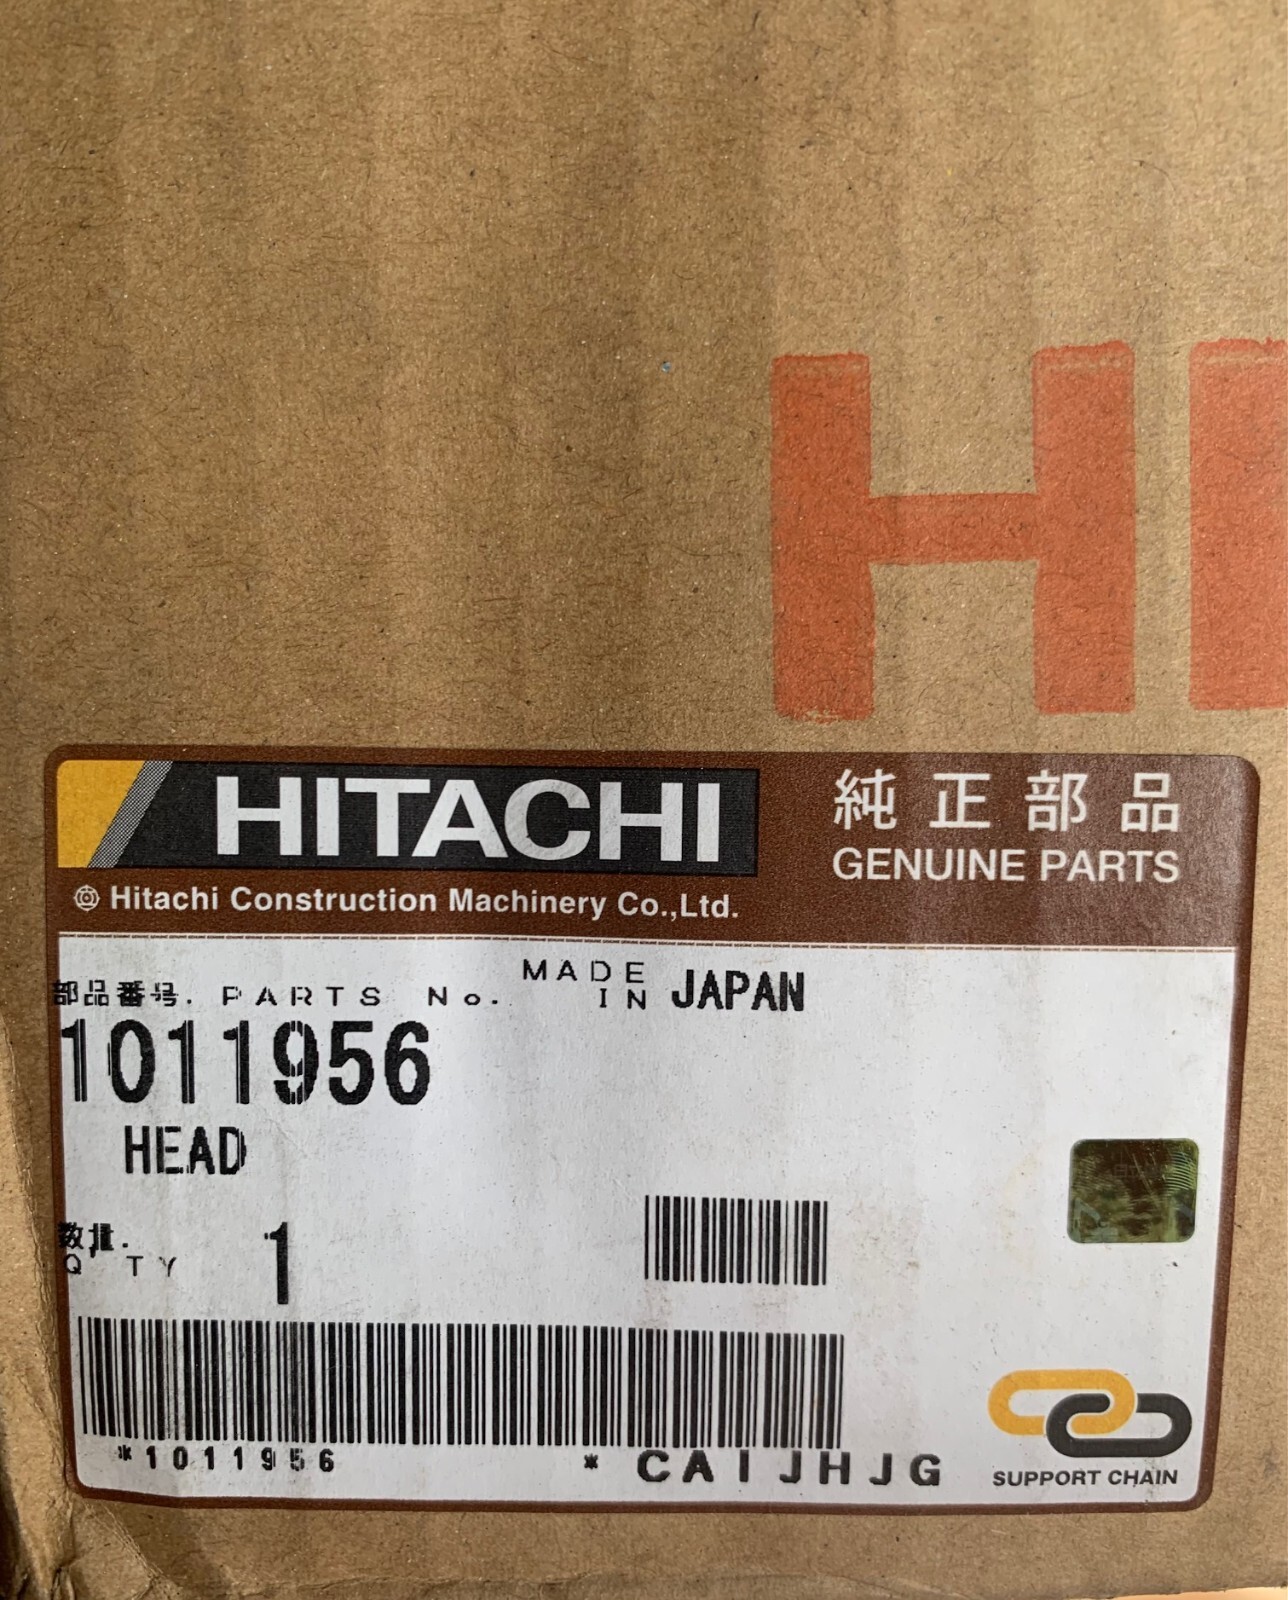 HI
HITACHI
Hitachi Construction Machinery Co.,Ltd.
純正部品
GENUINE PARTS
部品番号. PARTS No.
MADE IN JAPAN
1011956
HEAD
数量.
Q'TY 1
*1011956 * CAIJHJG
SUPPORT CHAIN